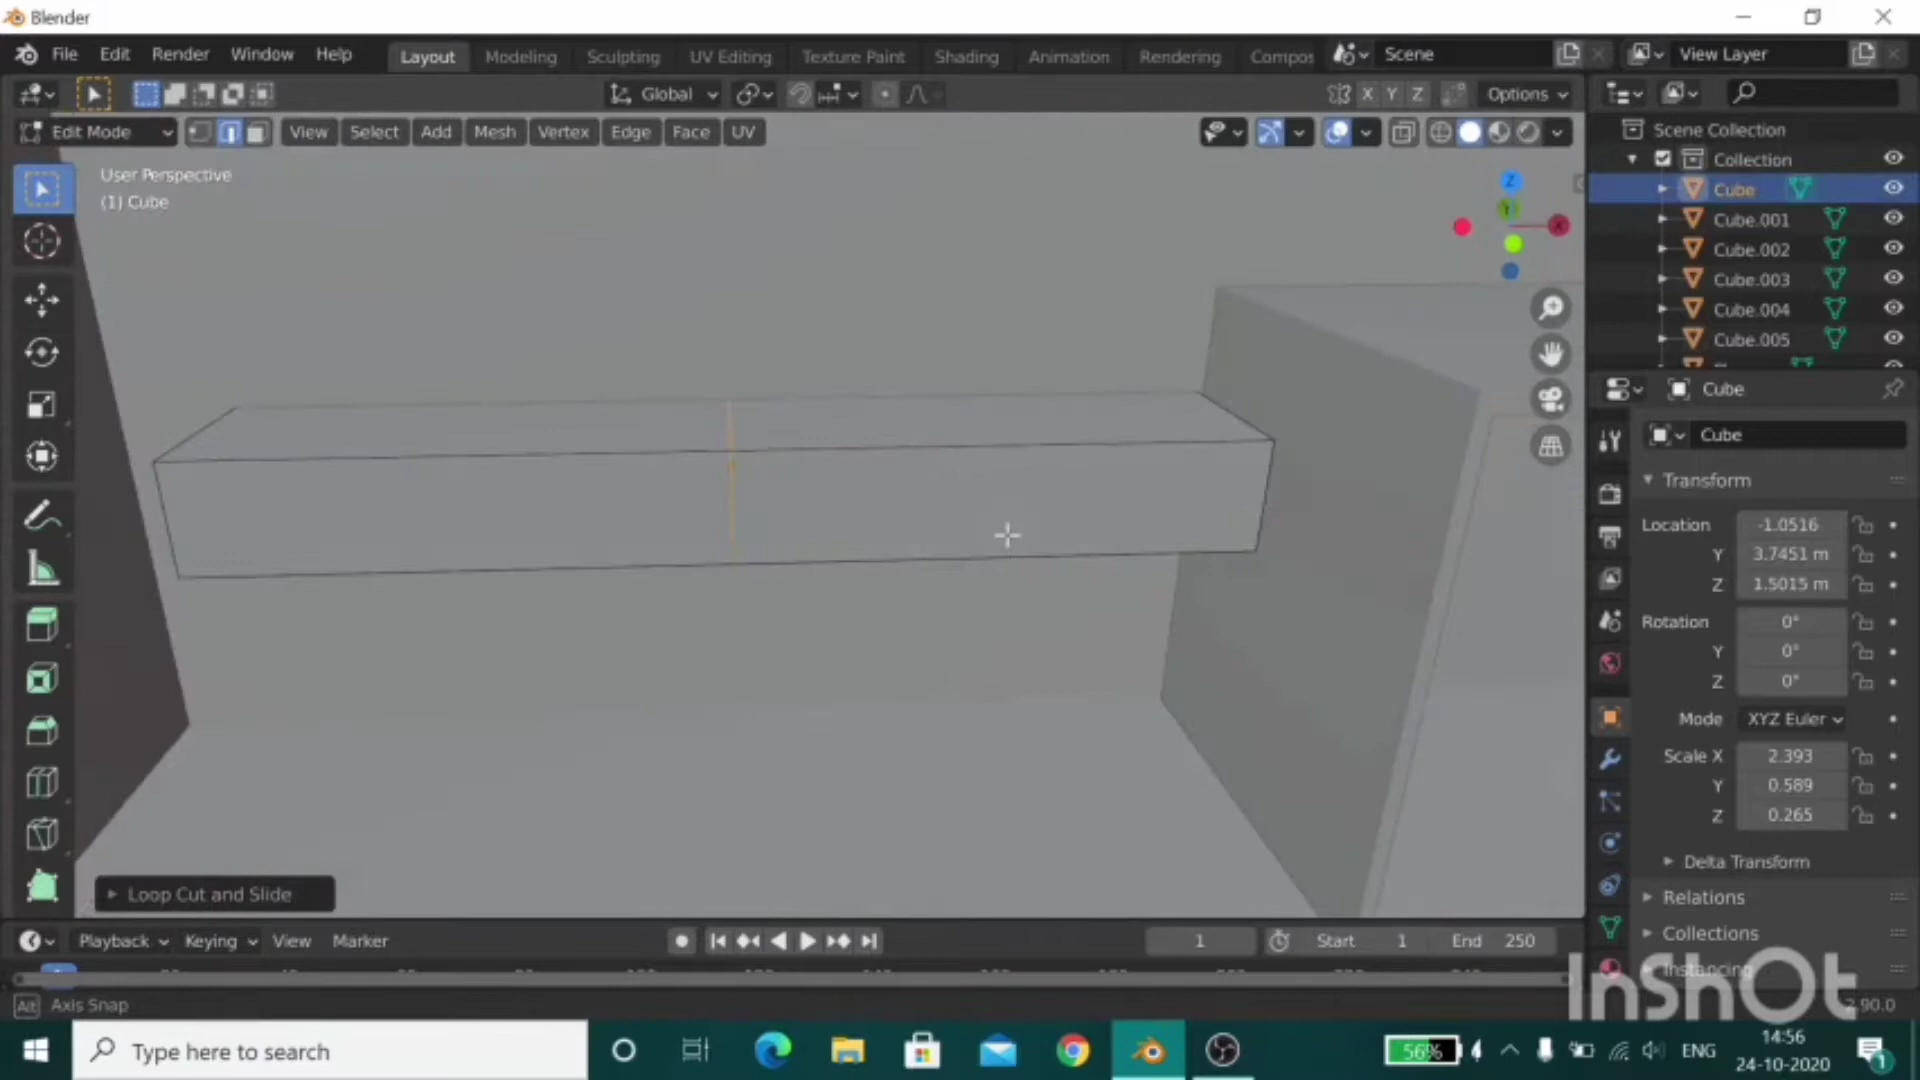 Blender
File Edit Render Window Help Layout Modeling Sculpting UV Editing Texture Paint Shading Animation Rendering Compos Scene View Layer
Global X Y Z Options
Edit Mode View Select Add Mesh Vertex Edge Face UV
User Perspective
(1) Cube
Z
Y
X
Scene Collection
Collection
Cube
Cube.001
Cube.002
Cube.003
Cube.004
Cube.005
Cube
Cube
Transform
Location -1.0516
Y 3.7451 m
Z 1.5015 m
Rotation 0°
Y 0°
Z 0°
Mode XYZ Euler
Scale X 2.393
Y 0.589
Z 0.265
Delta Transform
Relations
Collections
Instancing
Loop Cut and Slide
Playback Keying View Marker 1 Start 1 End 250
Alt Axis Snap
2.90.0
InShOt
Type here to search
56% ENG 14:56
24-10-2020
1